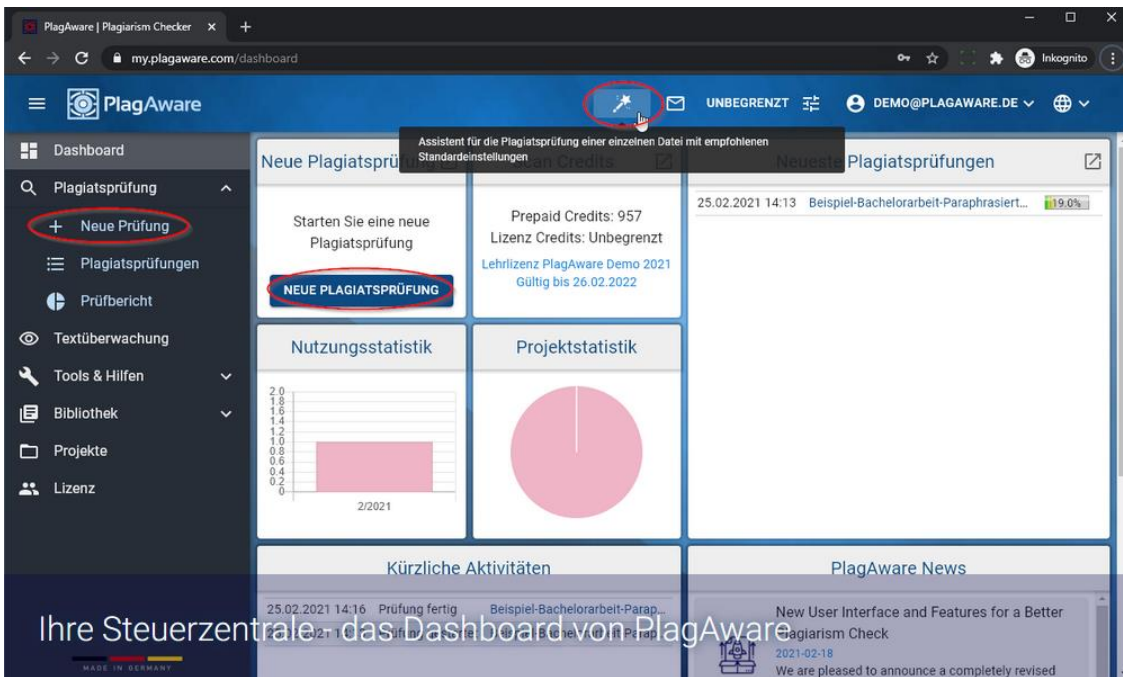 PlagAware | Plagiarism Checker
my.plagaware.com/dashboard
Inkognito
PlagAware
UNBEGRENZT
DEMO@PLAGAWARE.DE
Assistent für die Plagiatsprüfung einer einzelnen Datei mit empfohlenen
Standardeinstellungen
Dashboard
Plagiatsprüfung
Neue Prüfung
Plagiatsprüfungen
Prüfbericht
Textüberwachung
Tools & Hilfen
Bibliothek
Projekte
Lizenz
MADE IN GERMANY
Neue Plagiatsprüfung
Starten Sie eine neue
Plagiatsprüfung
NEUE PLAGIATSPRÜFUNG
Scan Credits
Prepaid Credits: 957
Lizenz Credits: Unbegrenzt
Lehrlizenz PlagAware Demo 2021
Gültig bis 26.02.2022
Neueste Plagiatsprüfungen
25.02.2021 14:13 Beispiel-Bachelorarbeit-Paraphrasiert... 19.0%
Nutzungsstatistik
2.0
1.8
1.6
1.4
1.2
1.0
0.8
0.6
0.4
0.2
0
2/2021
Projektstatistik
Kürzliche Aktivitäten
25.02.2021 14:16 Prüfung fertig Beispiel-Bachelorarbeit-Parap...
PlagAware News
New User Interface and Features for a Better
Plagiarism Check
2021-02-18
We are pleased to announce a completely revised
Ihre Steuerzentrale - das Dashboard von PlagAware